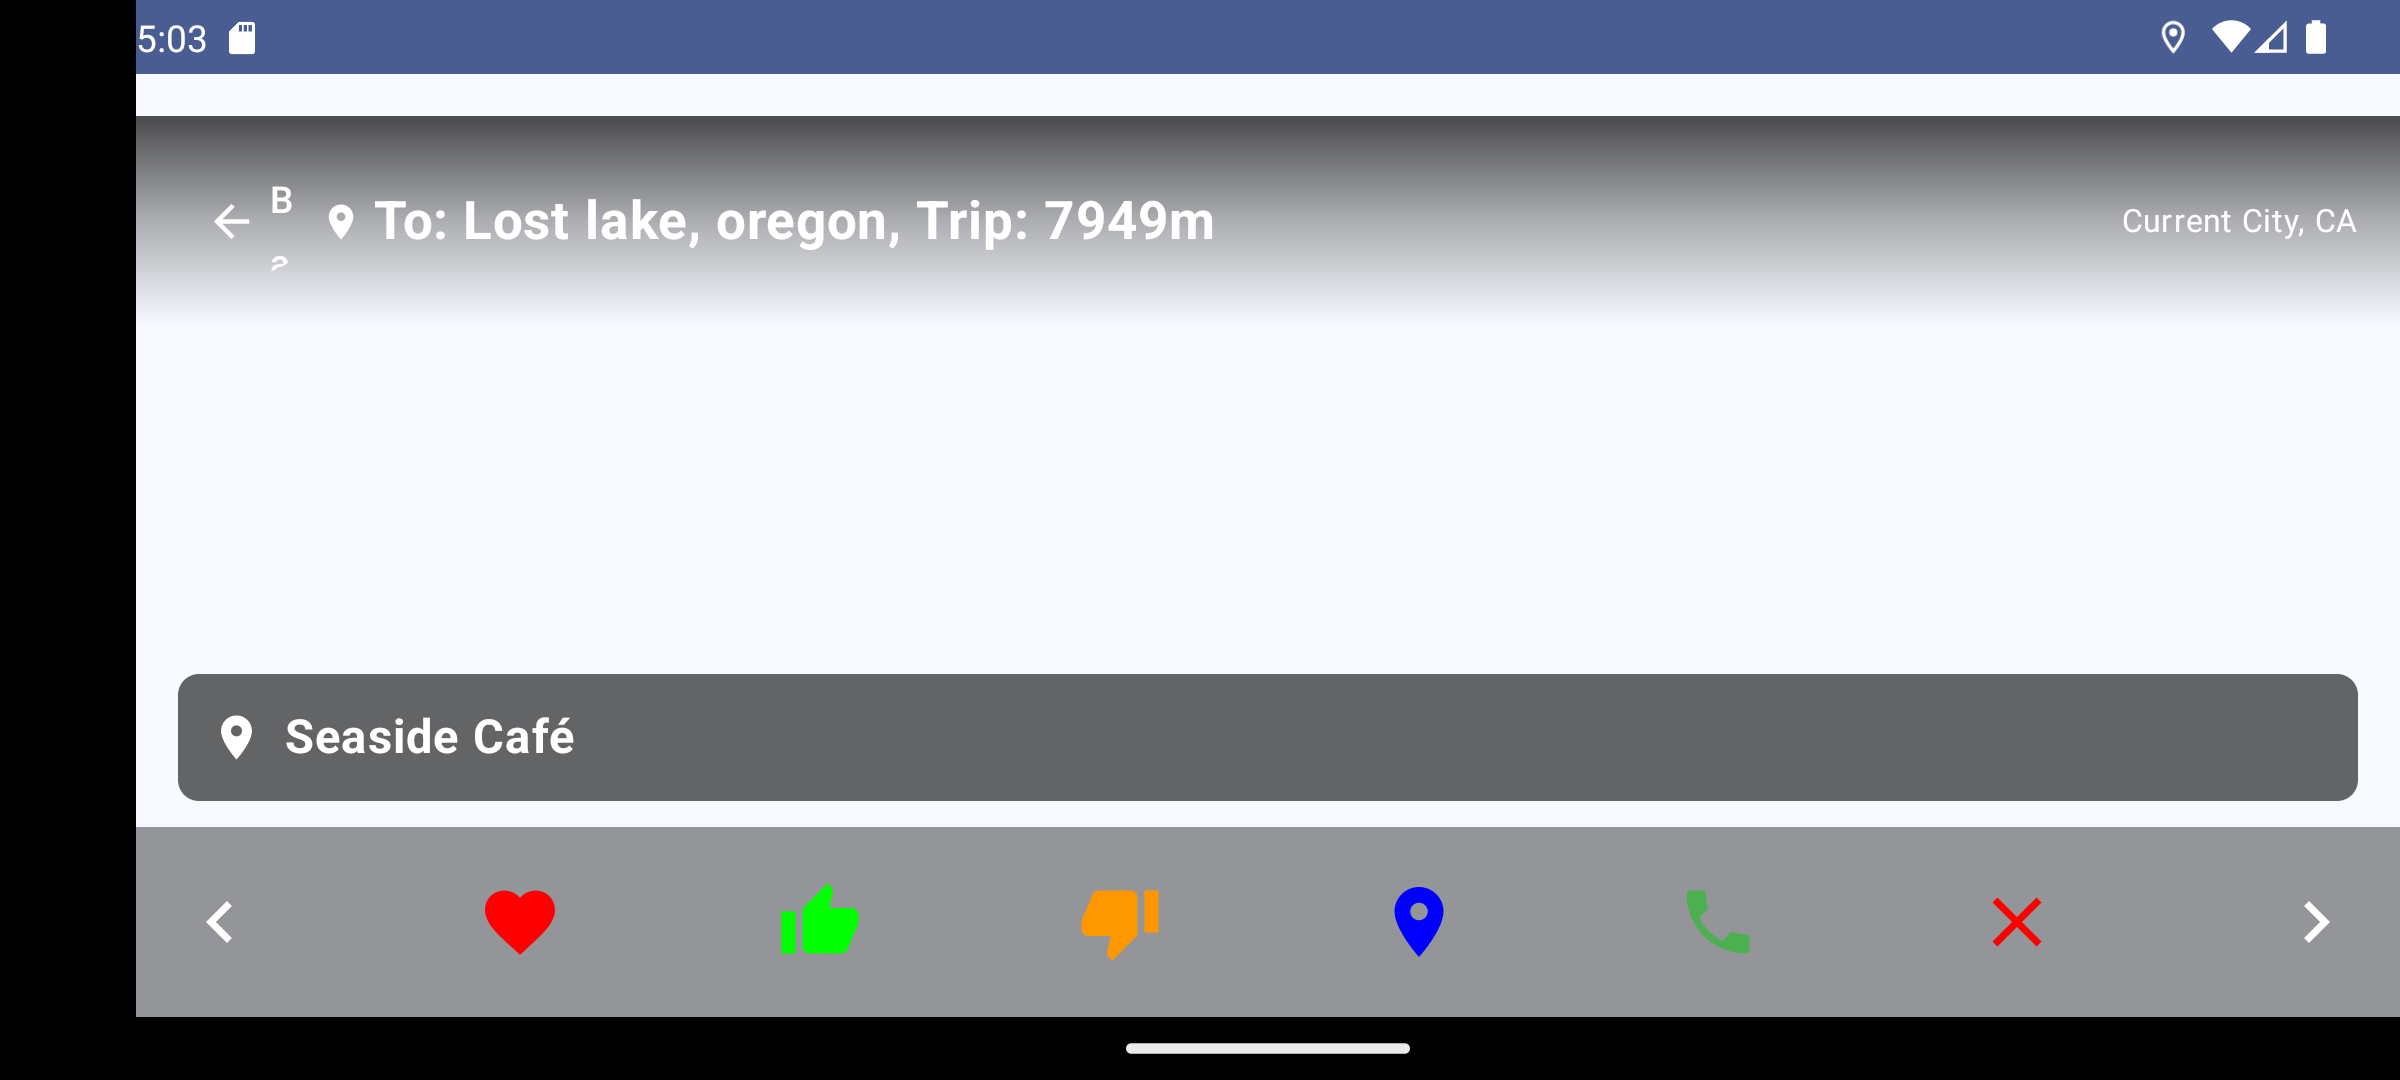 5:03
B
To: Lost lake, oregon, Trip: 7949m
Current City, CA
Seaside Café